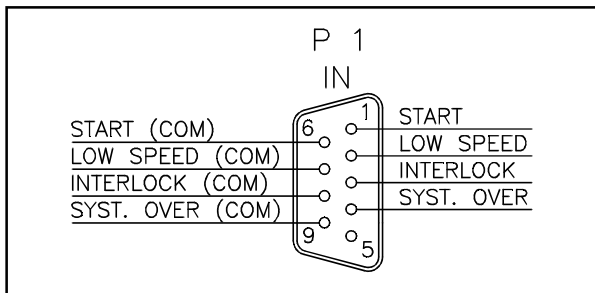 P 1
IN
1
START
6
START (COM)
LOW SPEED
LOW SPEED (COM)
INTERLOCK
INTERLOCK (COM)
SYST. OVER
SYST. OVER (COM)
9
5